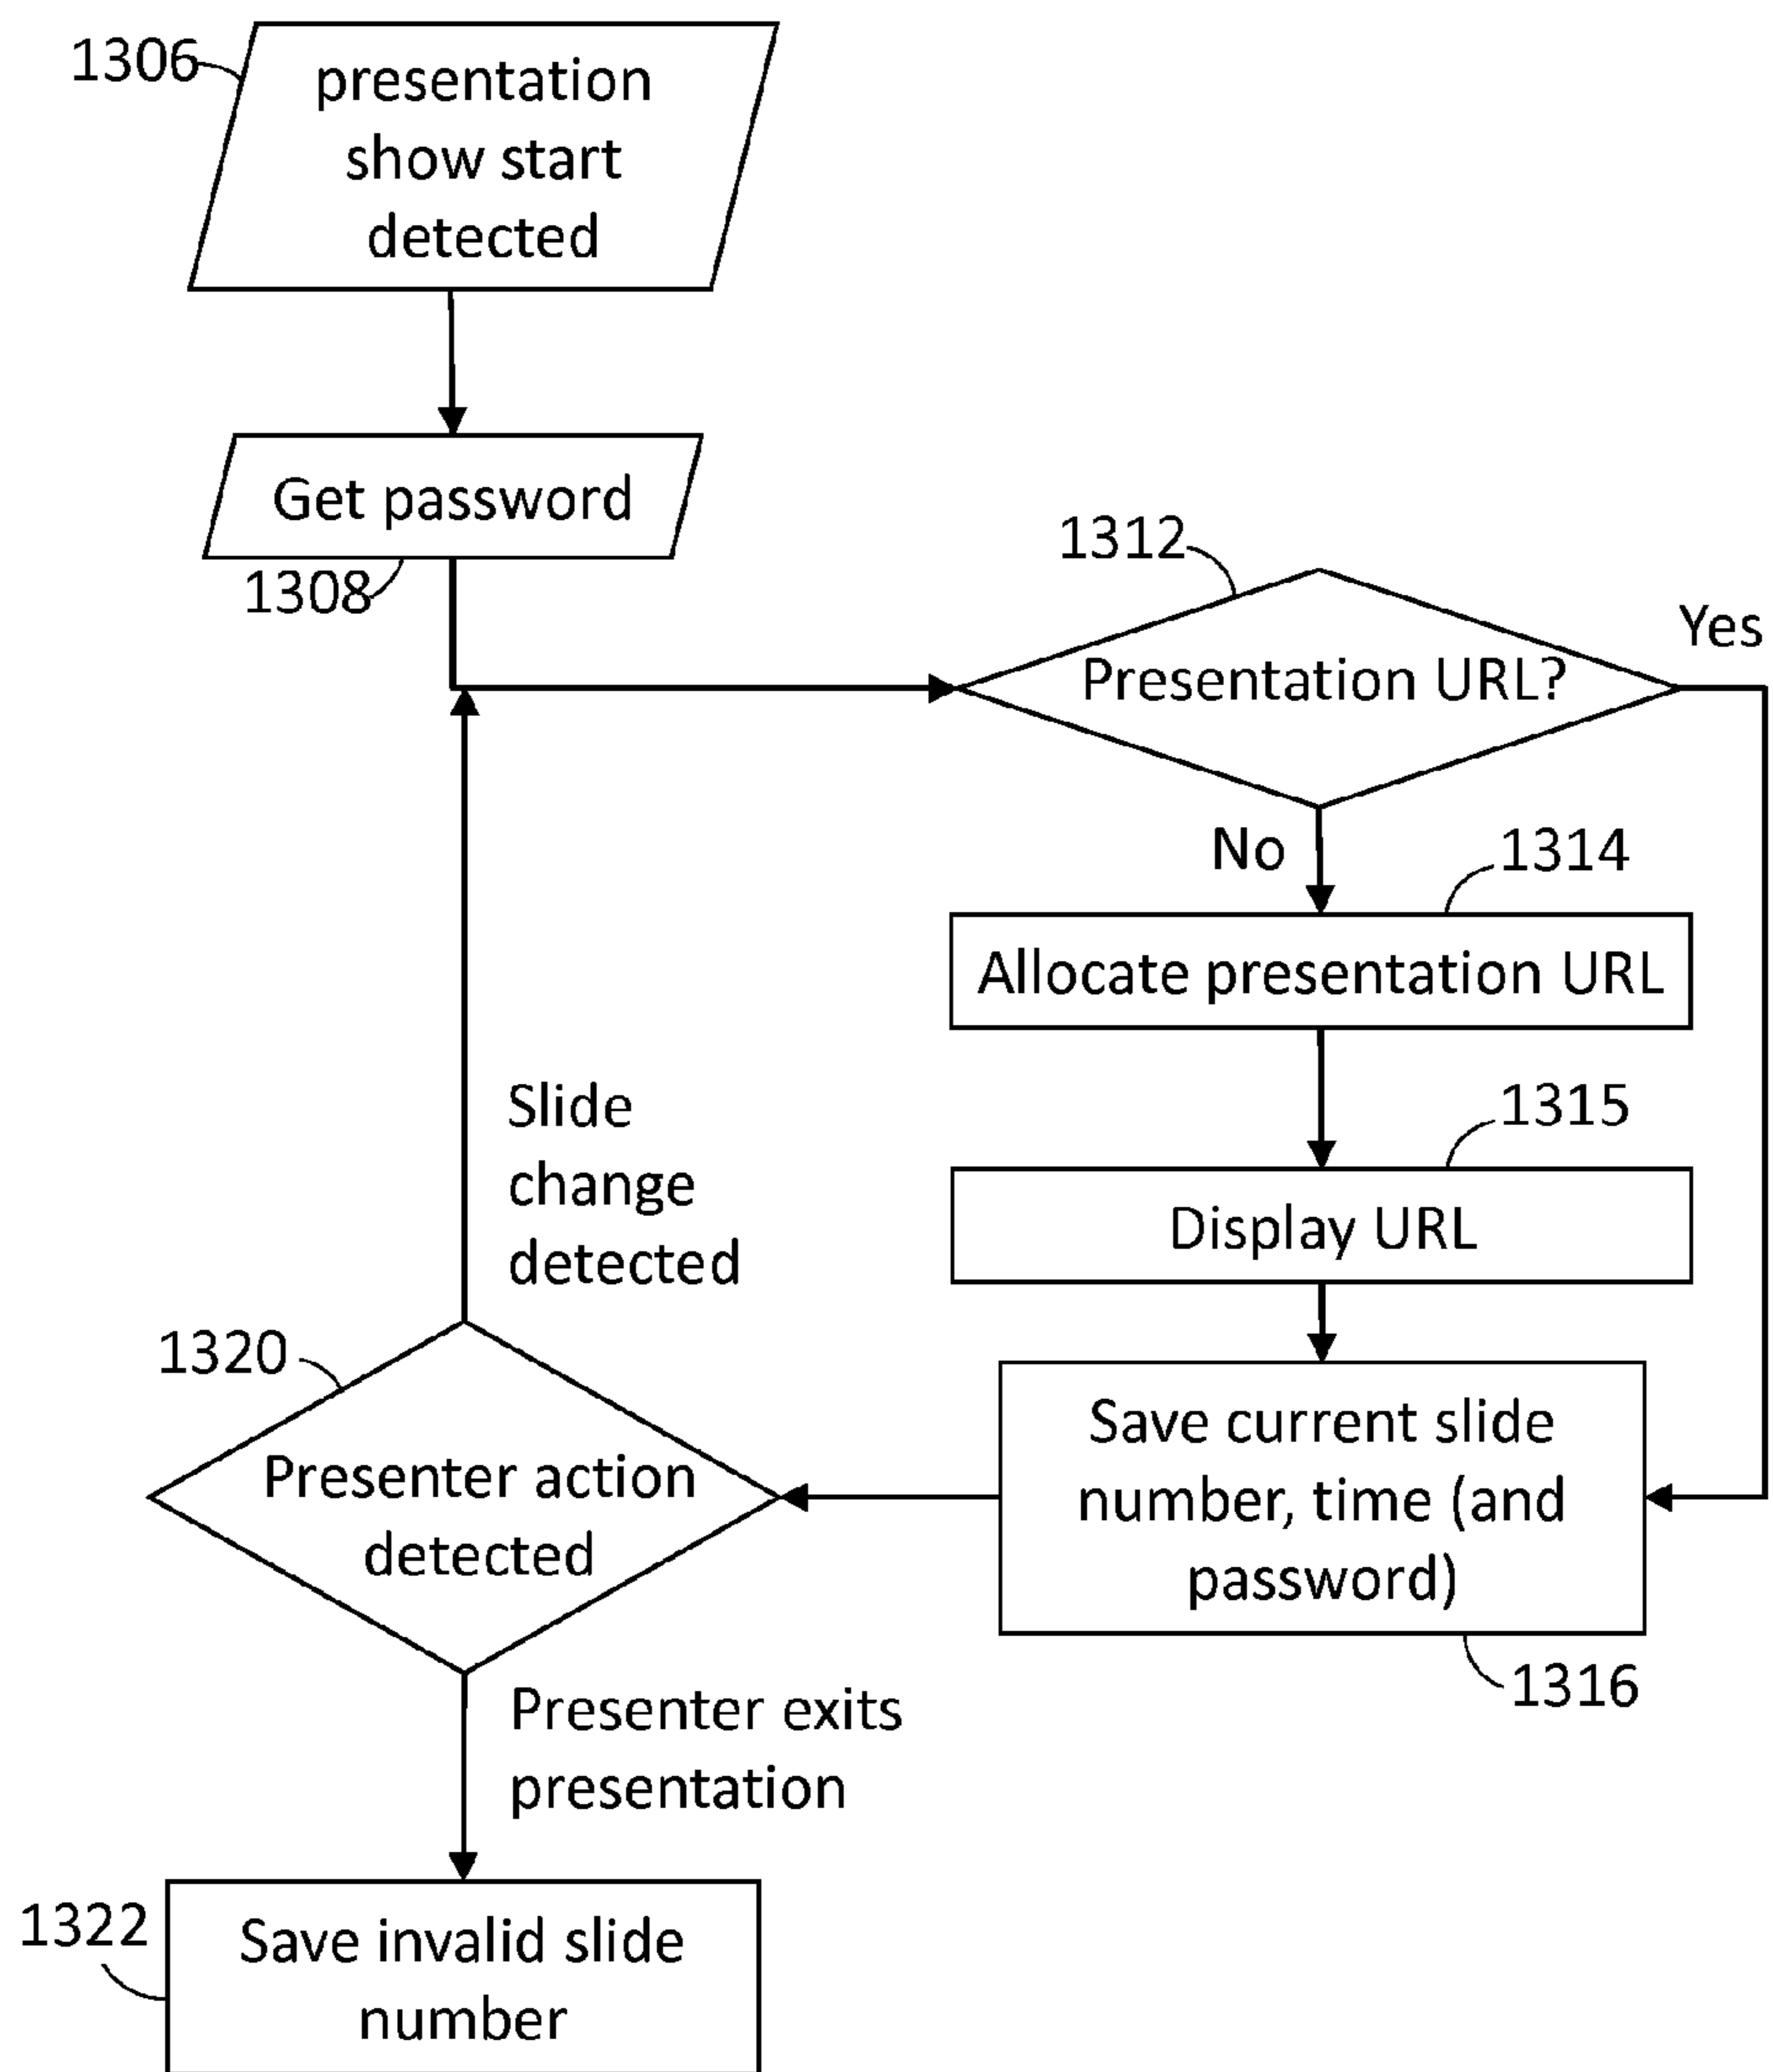 1306
presentation
show start
detected
Get password
1308
1312
Presentation URL?
Yes
No
1314
Allocate presentation URL
1315
Display URL
Slide
change
detected
1320
Presenter action
detected
Save current slide
number, time (and
password)
1316
Presenter exits
presentation
1322
Save invalid slide
number